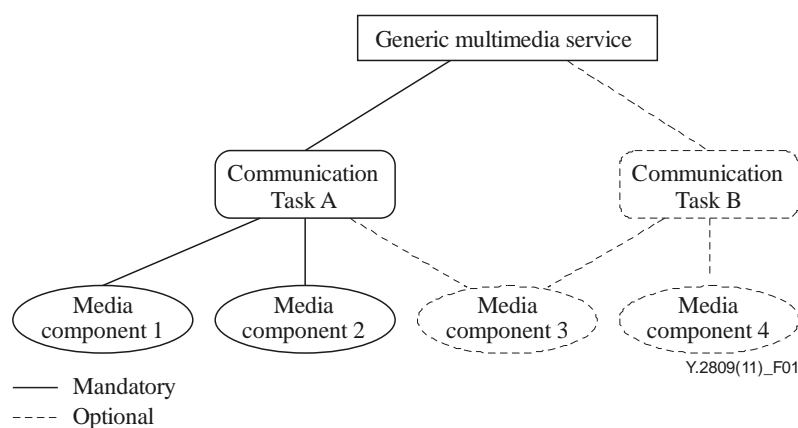 Generic multimedia service
Communication
Task A
Communication
Task B
Media
component 1
Media
component 2
Media
component 3
Media
component 4
Y.2809(11)_F01
Mandatory
Optional